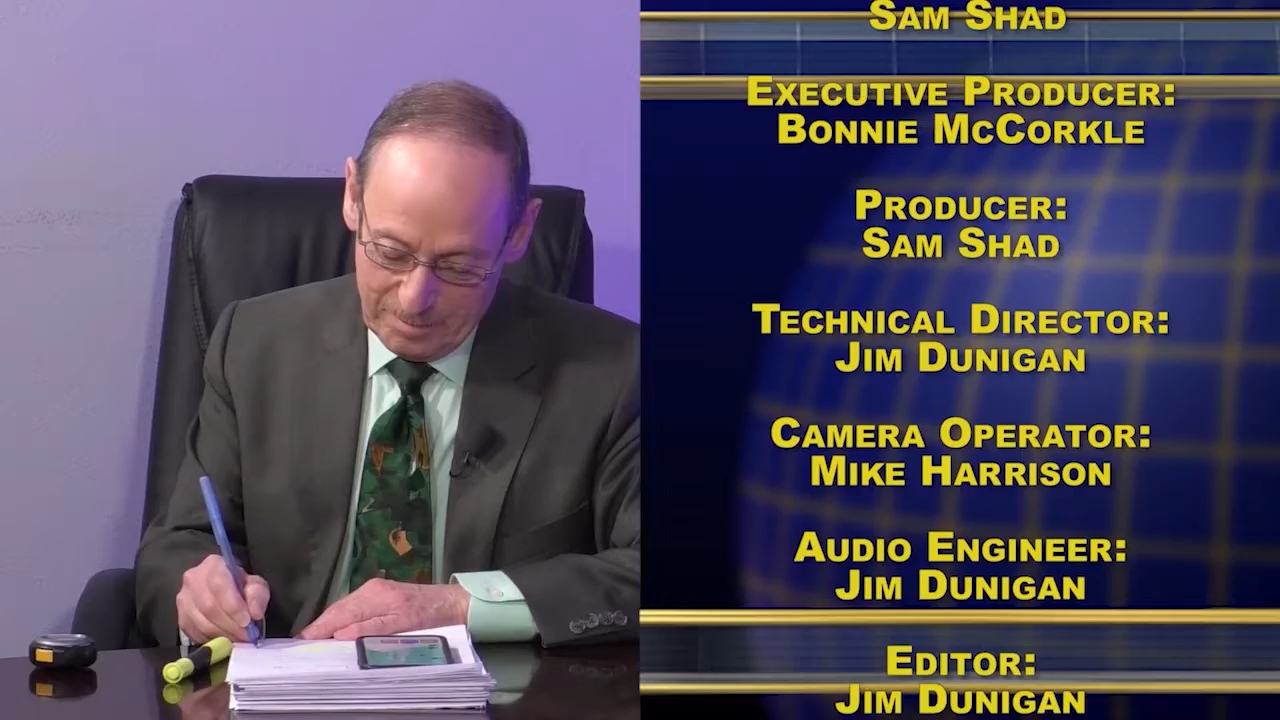 Sam Shad
Executive Producer:
Bonnie McCorkle
Producer:
Sam Shad
Technical Director:
Jim Dunigan
Camera Operator:
Mike Harrison
Audio Engineer:
Jim Dunigan
Editor:
Jim Dunigan